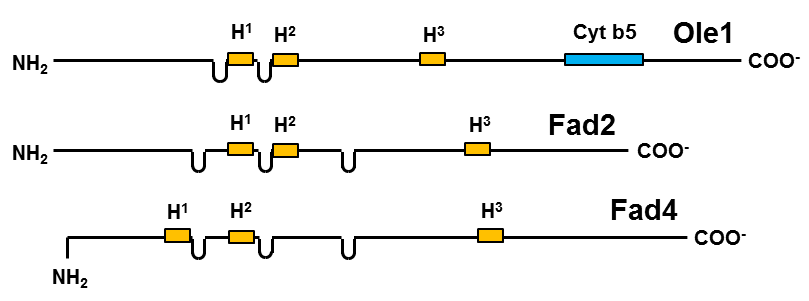 H¹ H² H³ Cyt b5 Ole1
NH₂ COO⁻
H¹ H² H³ Fad2
NH₂ COO⁻
H¹ H² H³ Fad4
COO⁻
NH₂